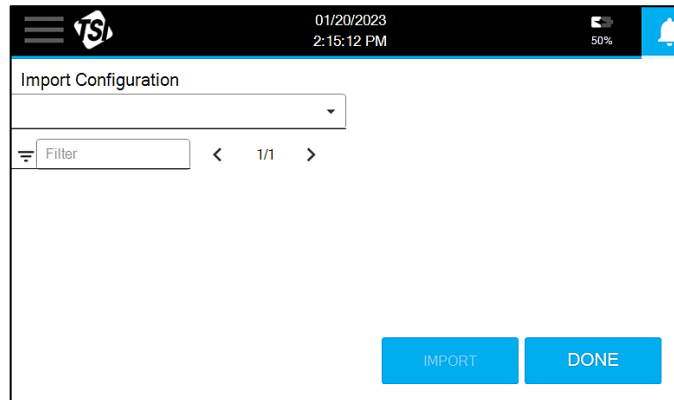 TSI
01/20/2023
2:15:12 PM
50%
Import Configuration
Filter
1/1
IMPORT
DONE